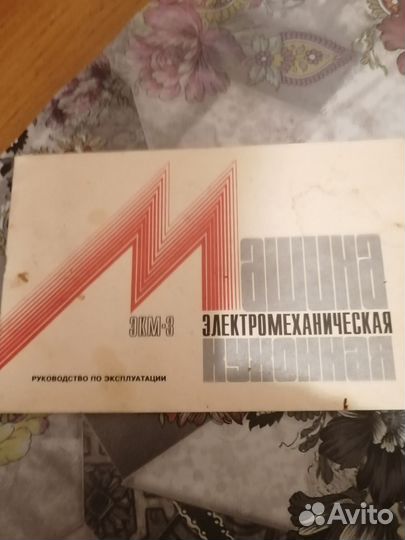 Машина
ЭКМ-3 ЭЛЕКТРОМЕХАНИЧЕСКАЯ
кухонная
РУКОВОДСТВО ПО ЭКСПЛУАТАЦИИ
Avito